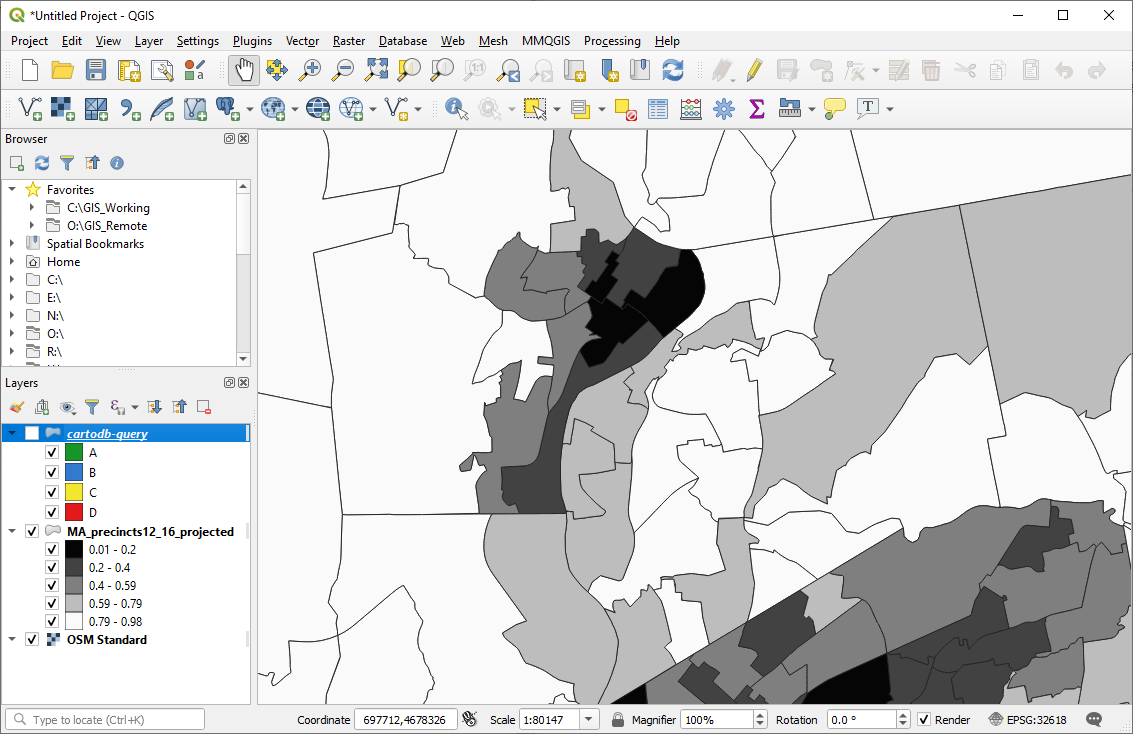 *Untitled Project - QGIS
Project Edit View Layer Settings Plugins Vector Raster Database Web Mesh MMQGIS Processing Help
Browser
Favorites
C:\GIS_Working
O:\GIS_Remote
Spatial Bookmarks
Home
C:\
E:\
N:\
O:\
R:\
Layers
cartodb-query
A
B
C
D
MA_precincts12_16_projected
0.01 - 0.2
0.2 - 0.4
0.4 - 0.59
0.59 - 0.79
0.79 - 0.98
OSM Standard
Type to locate (Ctrl+K) Coordinate 697712,4678326 Scale 1:80147 Magnifier 100% Rotation 0.0 ° Render EPSG:32618